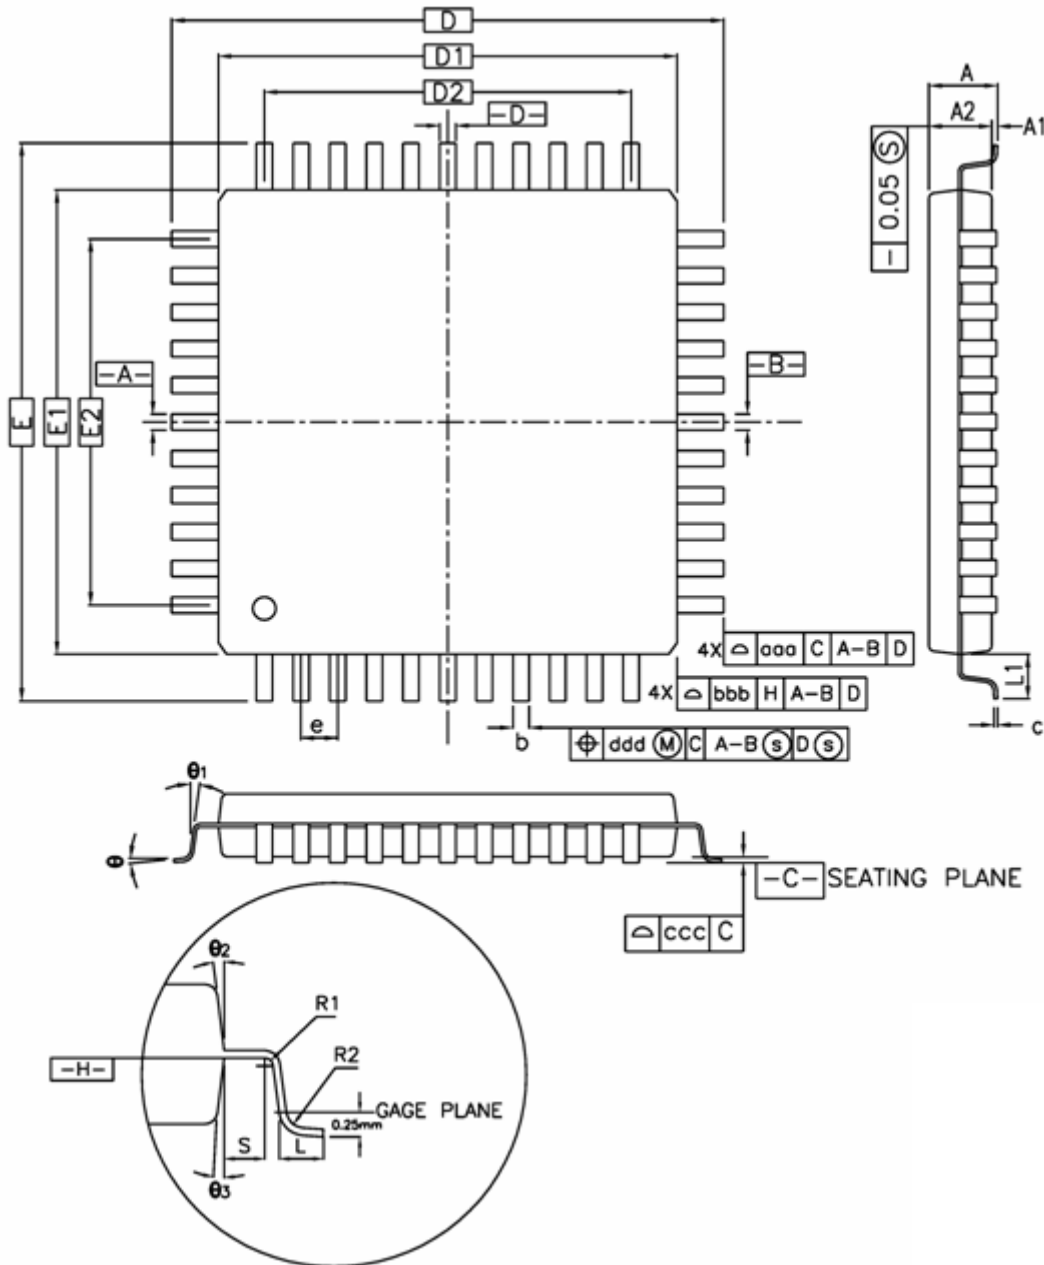 D
D1
D2
-D-
A
A2
A1
— 0.05 Ⓢ
-A-
-B-
E
E1
E2
4X ⌓ aaa C A-B D
4X ⌓ bbb H A-B D
L1
e
b
⌖ ddd Ⓜ C A-B Ⓢ D Ⓢ
c
θ1
θ
-C- SEATING PLANE
⌓ ccc C
θ2
R1
R2
-H-
GAGE PLANE
0.25mm
S
L
θ3